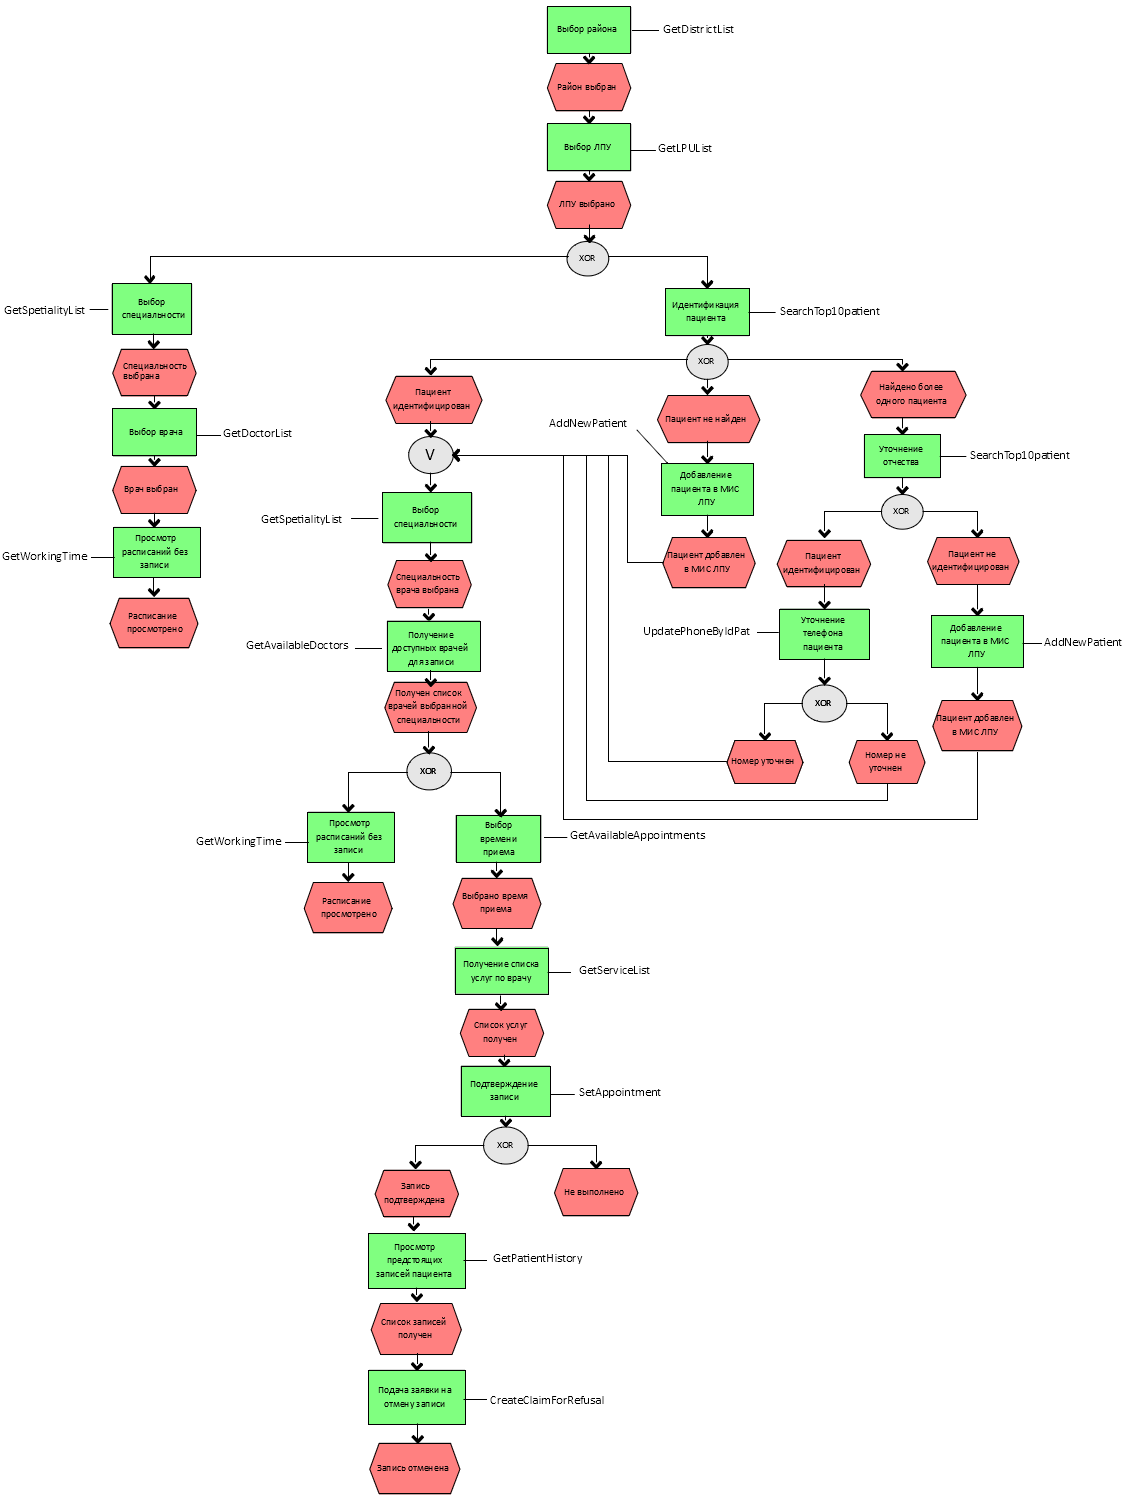 Выбор района
GetDistrictList
Район выбран
Выбор ЛПУ
GetLPUList
ЛПУ выбрано
XOR
GetSpetialityList
Выбор
специальности
Специальность
выбрана
Выбор врача
GetDoctorList
Врач выбран
GetWorkingTime
Просмотр
расписаний без
записи
Расписание
просмотрено
Идентификация
пациента
SearchTop10patient
XOR
Пациент
идентифицирован
V
AddNewPatient
Пациент не найден
Добавление
пациента в МИС
ЛПУ
Пациент добавлен
в МИС ЛПУ
Найдено более
одного пациента
Уточнение
отчества
SearchTop10patient
XOR
Пациент
идентифицирован
UpdatePhoneByIdPat
Уточнение
телефона
пациента
XOR
Номер уточнен
Номер не
уточнен
Пациент не
идентифицирован
Добавление
пациента в МИС
ЛПУ
AddNewPatient
Пациент добавлен
в МИС ЛПУ
GetSpetialityList
Выбор
специальности
Специальность
врача выбрана
GetAvailableDoctors
Получение
доступных врачей
для записи
Получен список
врачей выбранной
специальности
XOR
GetWorkingTime
Просмотр
расписаний без
записи
Расписание
просмотрено
Выбор
времени
приема
GetAvailableAppointments
Выбрано время
приема
Получение списка
услуг по врачу
GetServiceList
Список услуг
получен
Подтверждение
записи
SetAppointment
XOR
Запись
подтверждена
Не выполнено
Просмотр
предстоящих
записей пациента
GetPatientHistory
Список записей
получен
Подача заявки на
отмену записи
CreateClaimForRefusal
Запись отменена